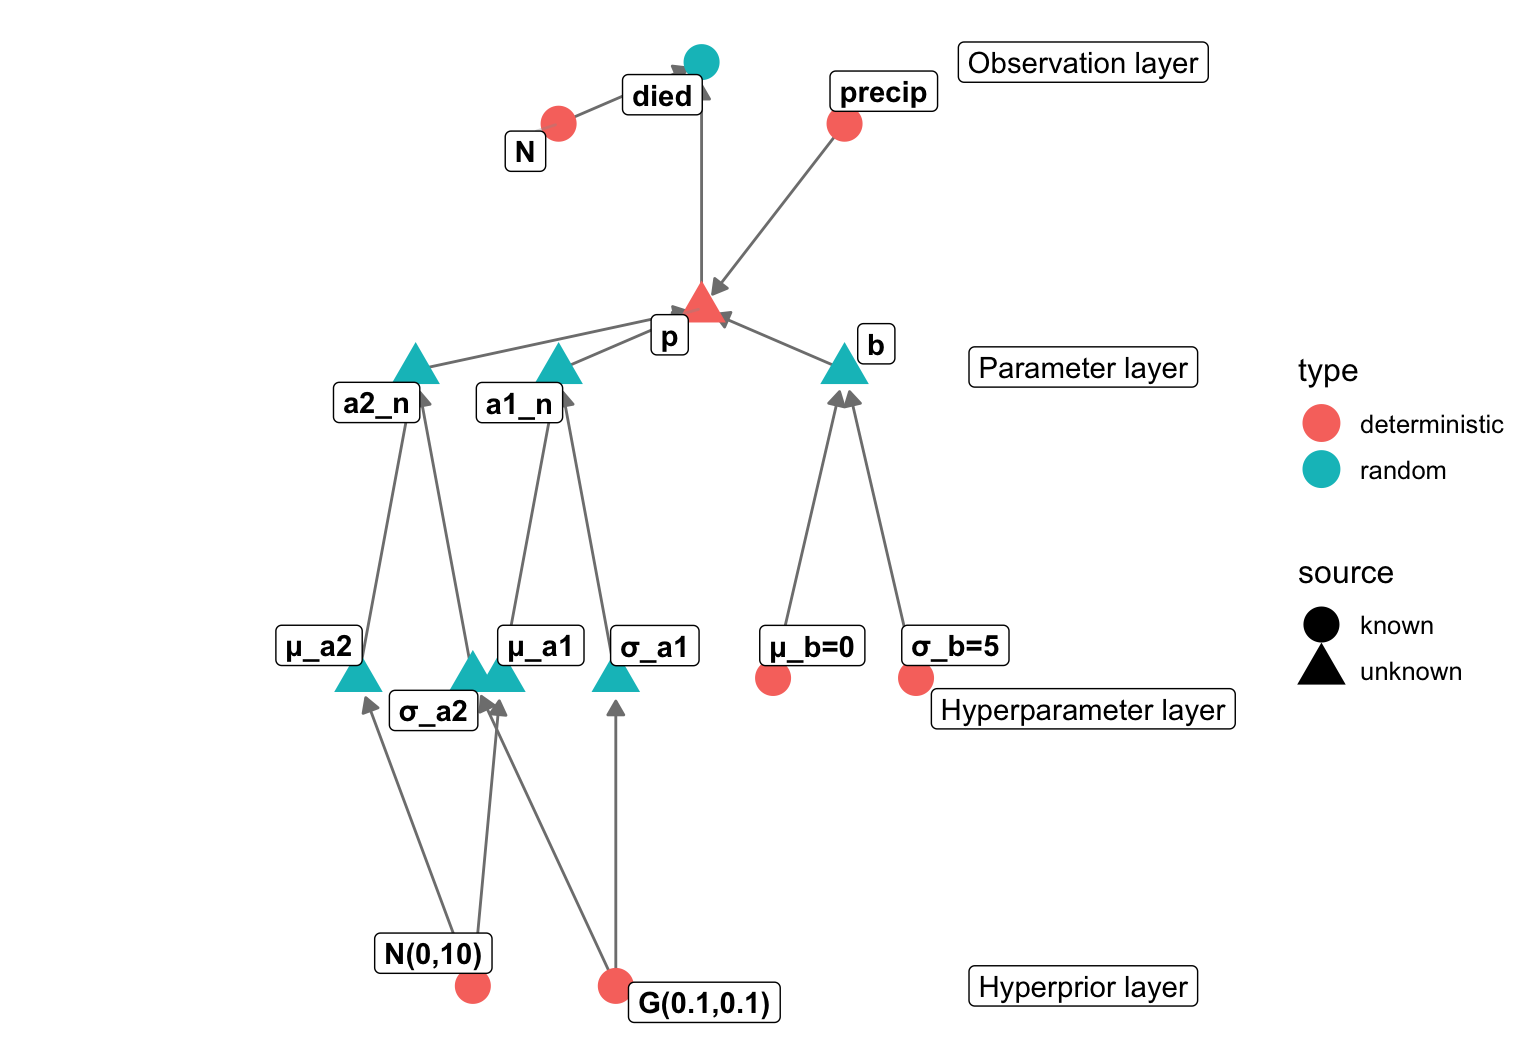 Observation layer
died
precip
N
p
b
Parameter layer
a2_n
a1_n
type
deterministic
random
source
known
unknown
μ_a2
μ_a1
σ_a1
μ_b=0
σ_b=5
σ_a2
Hyperparameter layer
N(0,10)
G(0.1,0.1)
Hyperprior layer